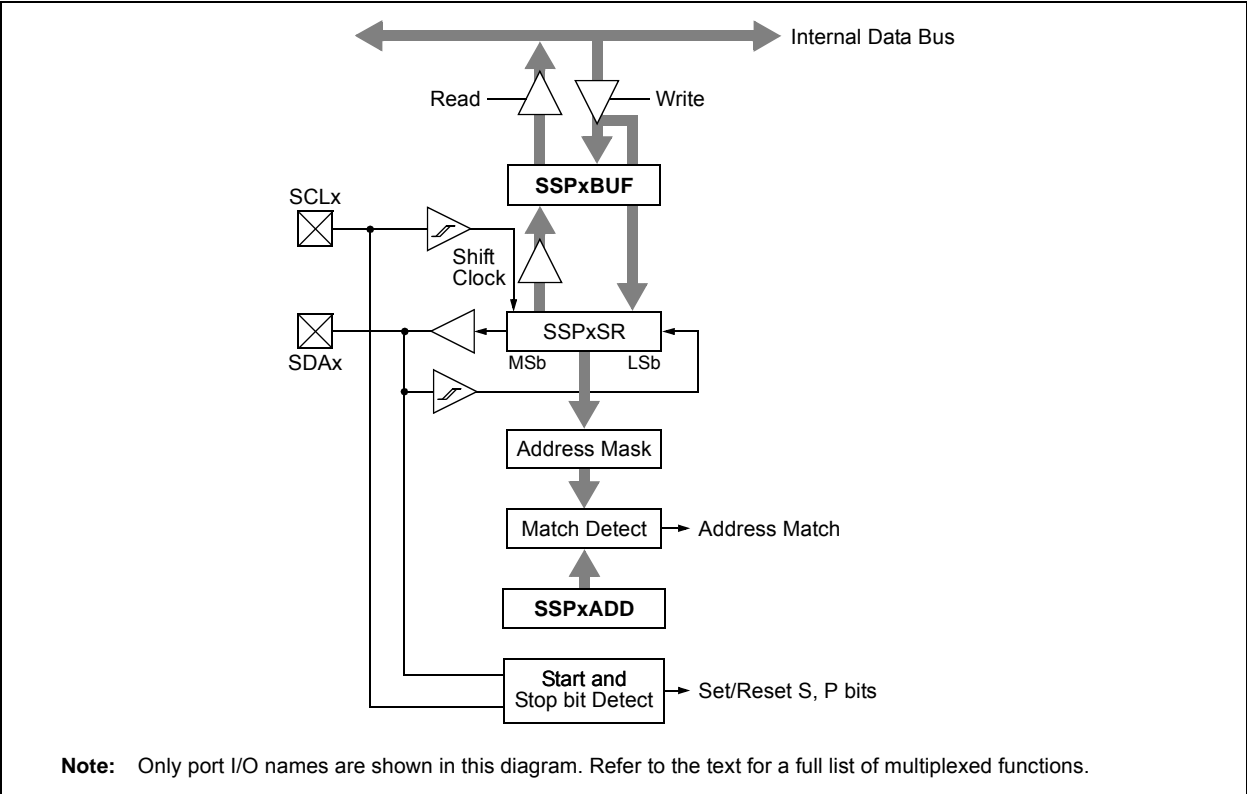 Internal Data Bus
Read
Write
SSPxBUF
SCLx
Shift
Clock
SSPxSR
SDAx
MSb
LSb
Address Mask
Match Detect
Address Match
SSPxADD
Start and
Stop bit Detect
Set/Reset S, P bits
Note: Only port I/O names are shown in this diagram. Refer to the text for a full list of multiplexed functions.